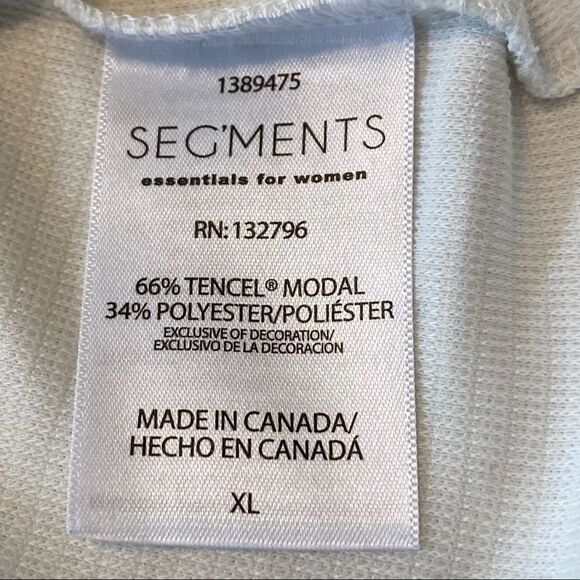 1389475
SEG'MENTS
essentials for women
RN: 132796
66% TENCEL® MODAL
34% POLYESTER/POLIÉSTER
EXCLUSIVE OF DECORATION/
EXCLUSIVO DE LA DECORACION
MADE IN CANADA/
HECHO EN CANADÁ
XL